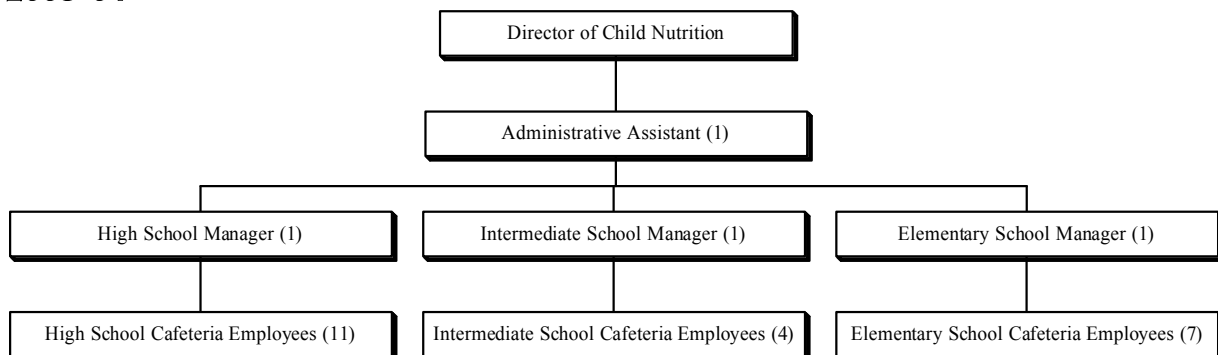 Director of Child Nutrition
Administrative Assistant (1)
High School Manager (1)
Intermediate School Manager (1)
Elementary School Manager (1)
High School Cafeteria Employees (11)
Intermediate School Cafeteria Employees (4)
Elementary School Cafeteria Employees (7)